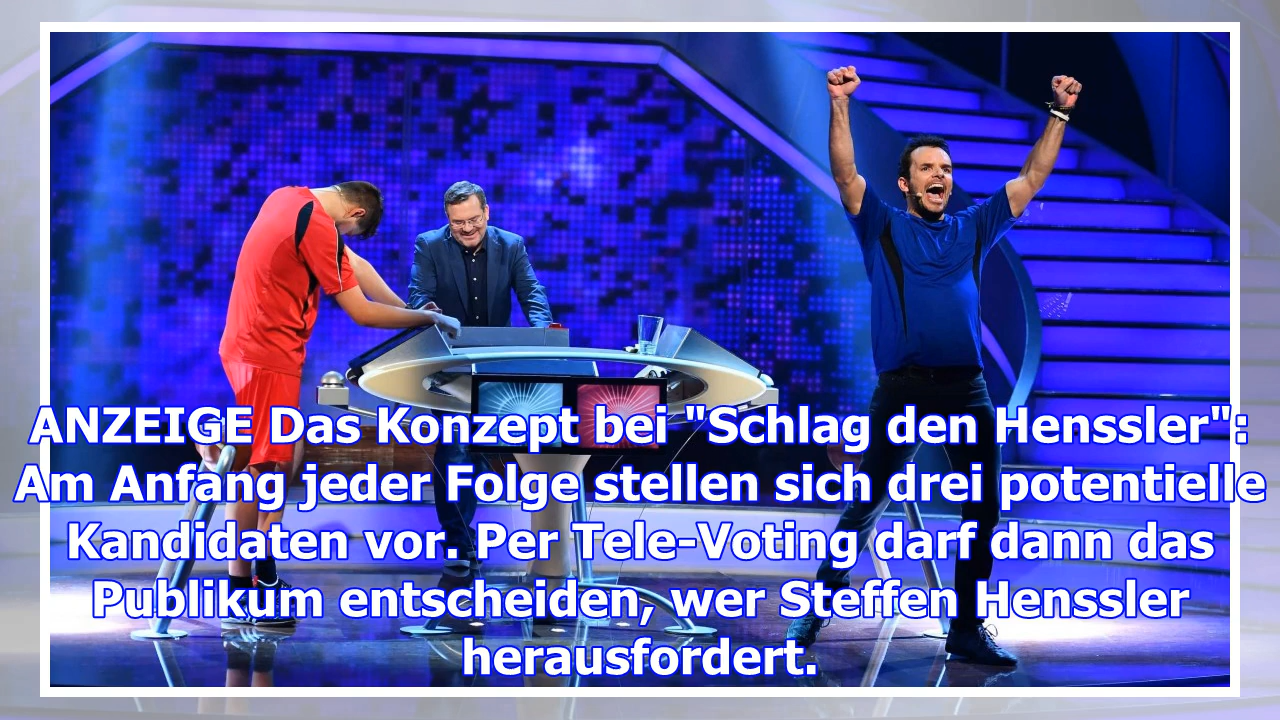 ANZEIGE Das Konzept bei "Schlag den Henssler":
Am Anfang jeder Folge stellen sich drei potentielle
Kandidaten vor. Per Tele-Voting darf dann das
Publikum entscheiden, wer Steffen Henssler
herausfordert.